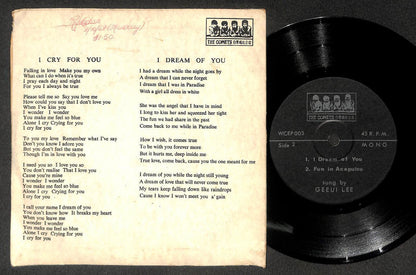 $1.50
THE COMETS
I CRY FOR YOU
Falling in love Make you my own
What can I do when it's true
I pray each day and night
For you I always be true
Please tell me so Say you love me
How could you say that I don't love you
When I've kiss you
I wonder I wonder
You make me feel so blue
Alone I cry Crying for you
I cry for you
To you my love Remember what I've say
Don't you know I adore you
But you don't feel the same
Though I'm in love with you
I need you so I love you so
You don't realise That I love you
Cause you're mine
I wonder I wonder
You make me feel so blue
Alone I cry Crying for you
I cry for you
I call your name I dream of you
You don't know how It breaks my heart
When you leave me
I wonder I wonder
You make me feel so blue
Alone I cry Crying for you
I cry for you
I DREAM OF YOU
I had a dream while the night goes by
A dream that I can never forget
I dream that I was in Paradise
With a girl all dress in white
She was the angel that I have in mind
I long to kiss her and squeezed her tight
The fun we had share in the past
Come back to me while in Paradise
How I wish, it comes true
To be with you forever more
But it hurts me, deep inside me
True love, come back, cause you the one meant for me
I dream of you while the night still young
A dream of love that will never come true
My tears keep falling down like raindrops
Cause I know I won't meet you a'gain
THE COMETS
WICEP 003
45 R.P.M.
Side 2
MONO
1. I Dream of You
2. Fun in Acapulco
sung by
GEELI LEE